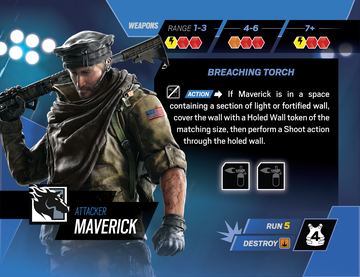 WEAPONS
RANGE 1-3 4-6 7+
BREACHING TORCH
ACTION If Maverick is in a space
containing a section of light or fortified wall,
cover the wall with a Holed Wall token of the
matching size, then perform a Shoot action
through the holed wall.
ATTACKER
MAVERICK
RUN 5
DESTROY